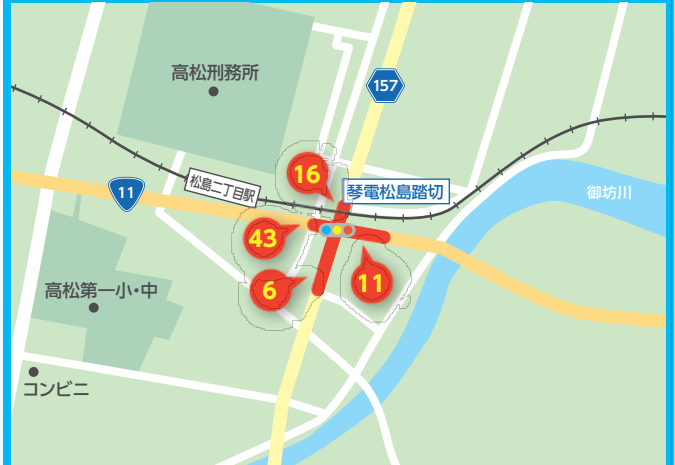 高松刑務所
157
16
松島二丁目駅
琴電松島踏切
11
御坊川
43
高松第一小・中
6
11
コンビニ